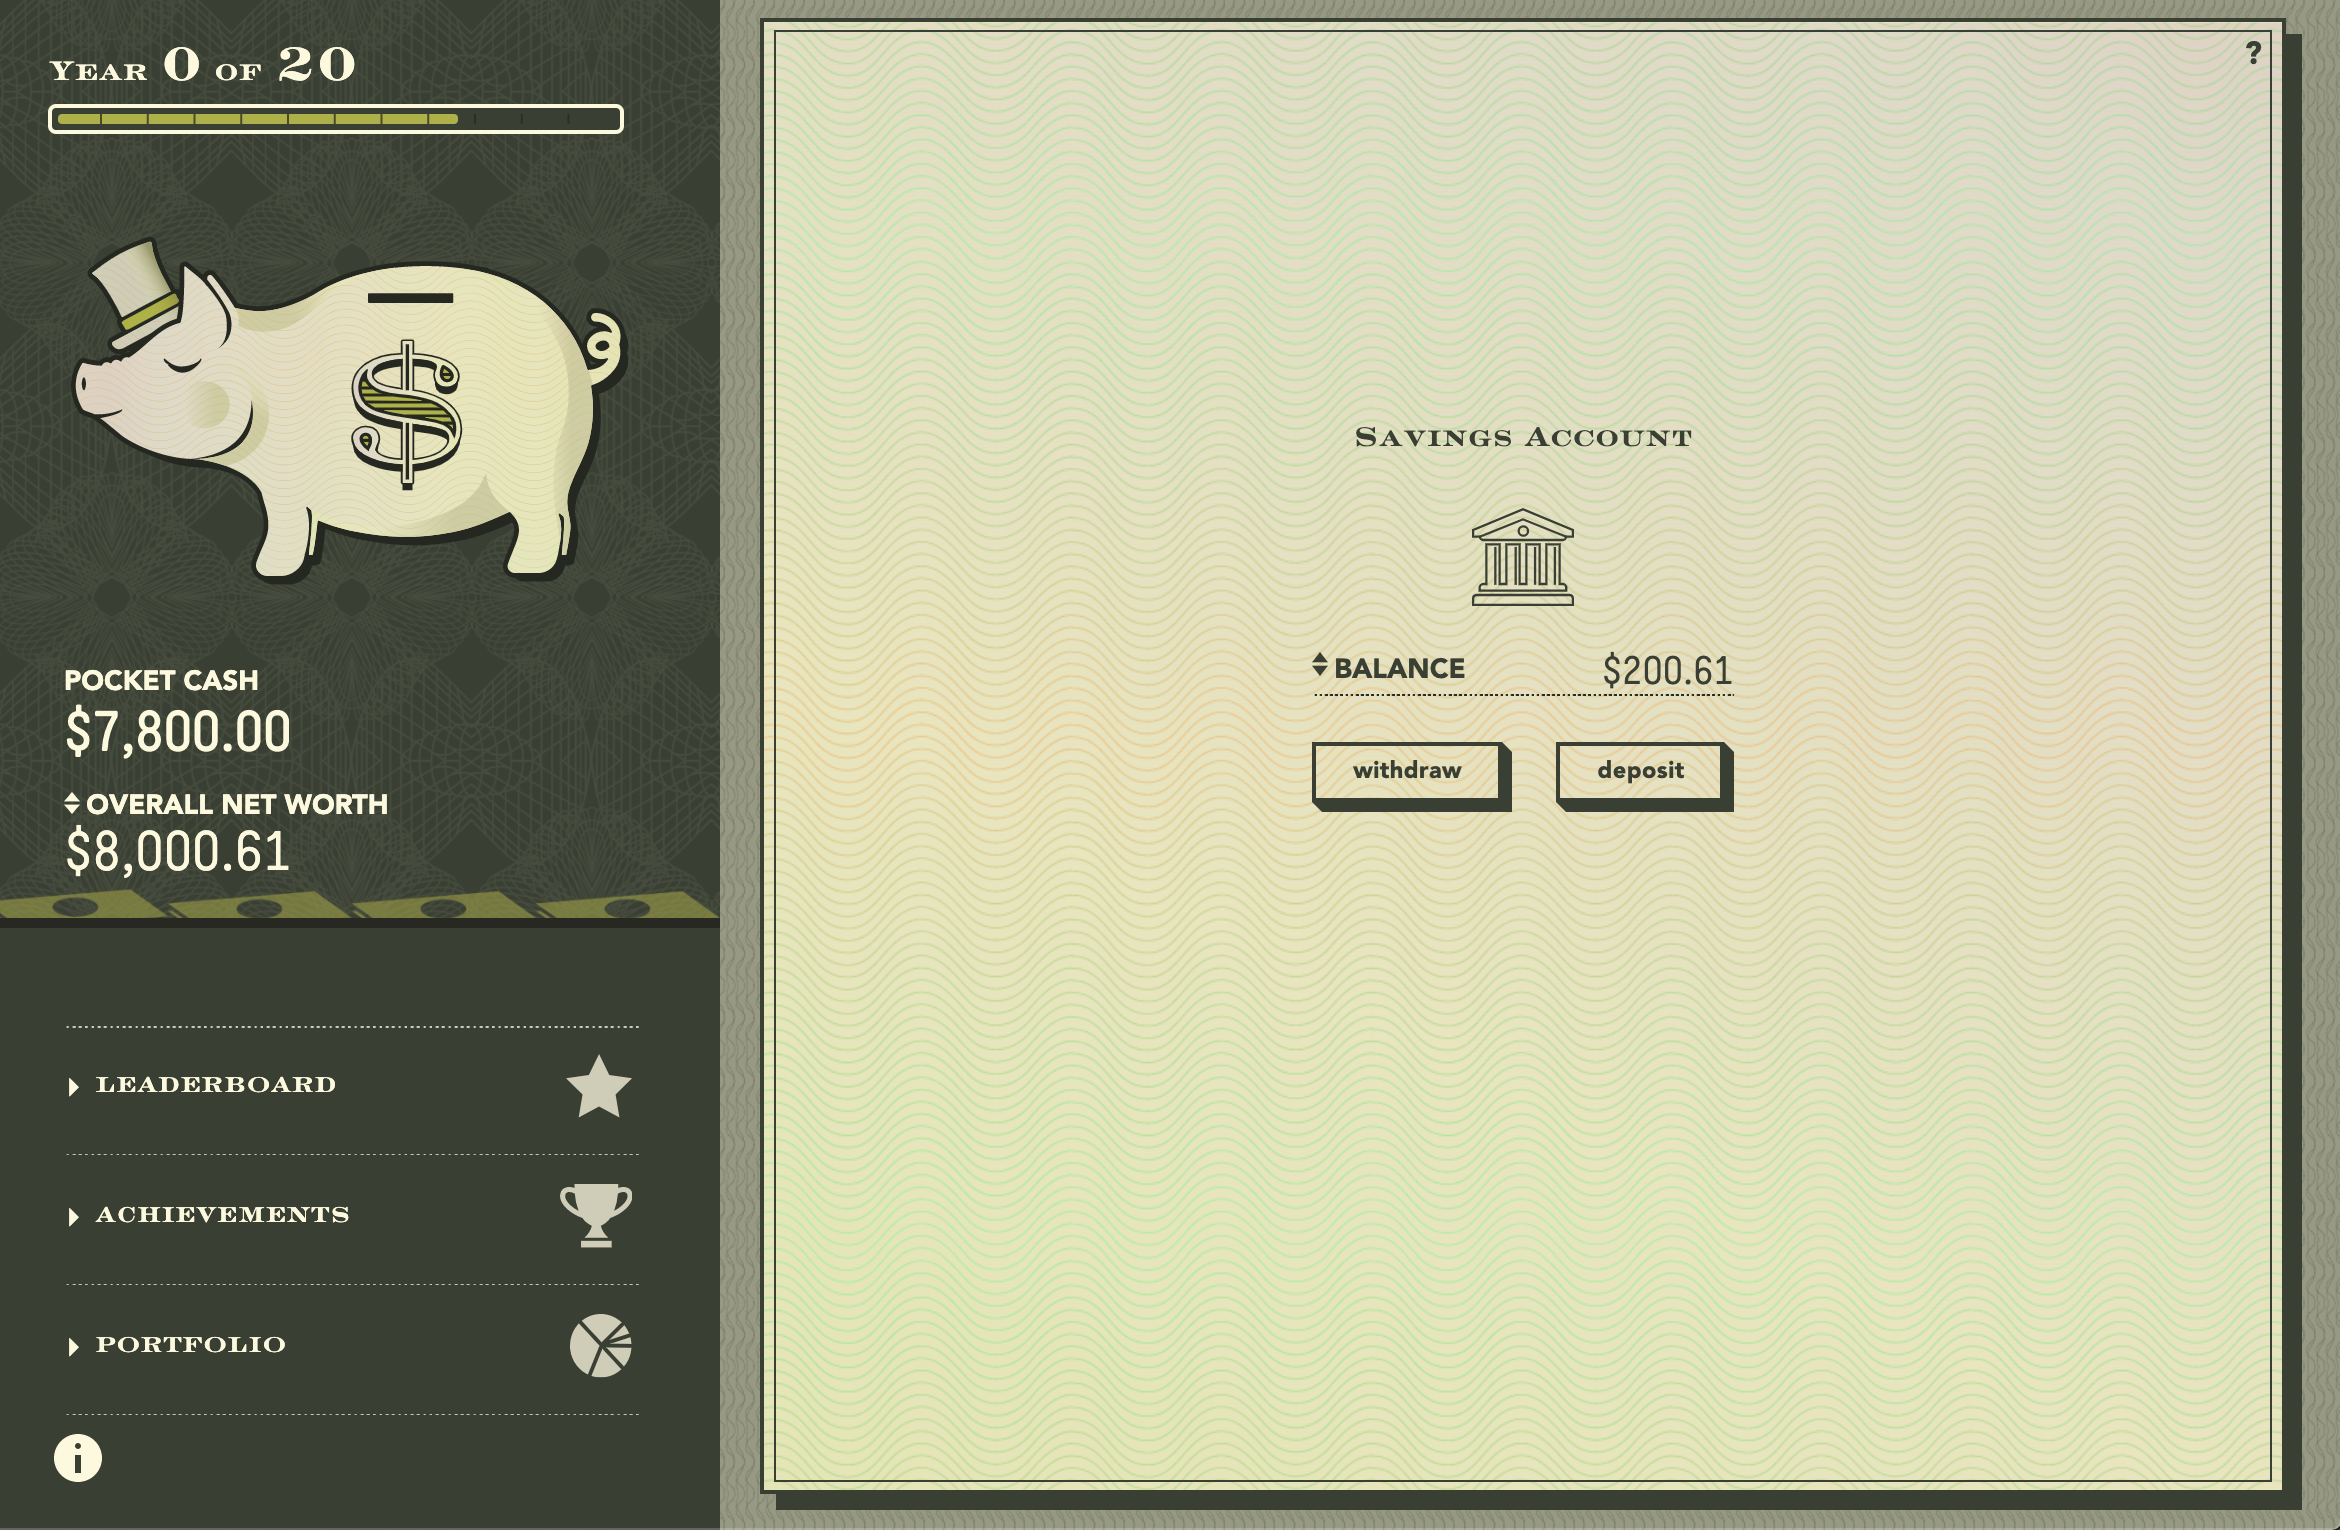 Year 0 of 20
POCKET CASH
$7,800.00
OVERALL NET WORTH
$8,000.61
LEADERBOARD
ACHIEVEMENTS
PORTFOLIO
i
?
Savings Account
BALANCE $200.61
withdraw deposit